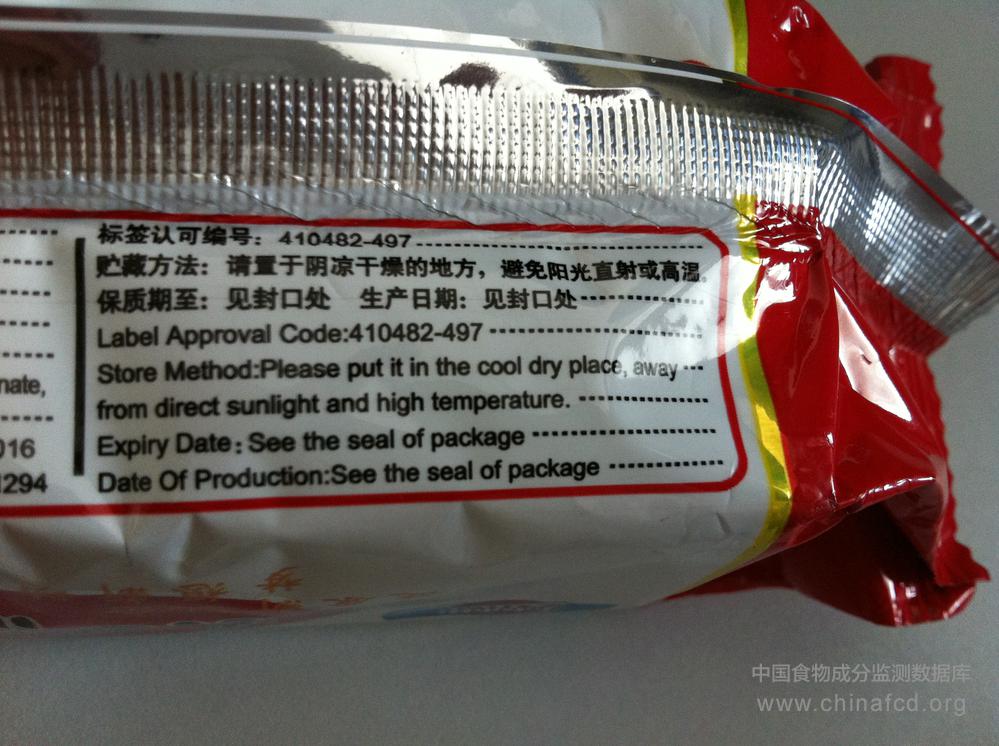 标签认可编号：410482-497
贮藏方法：请置于阴凉干燥的地方，避免阳光直射或高温。
保质期至：见封口处 生产日期：见封口处
Label Approval Code:410482-497
Store Method:Please put it in the cool dry place, away
from direct sunlight and high temperature.
Expiry Date：See the seal of package
Date Of Production:See the seal of package
nate,
016
1294
中国食物成分监测数据库
www.chinafcd.org